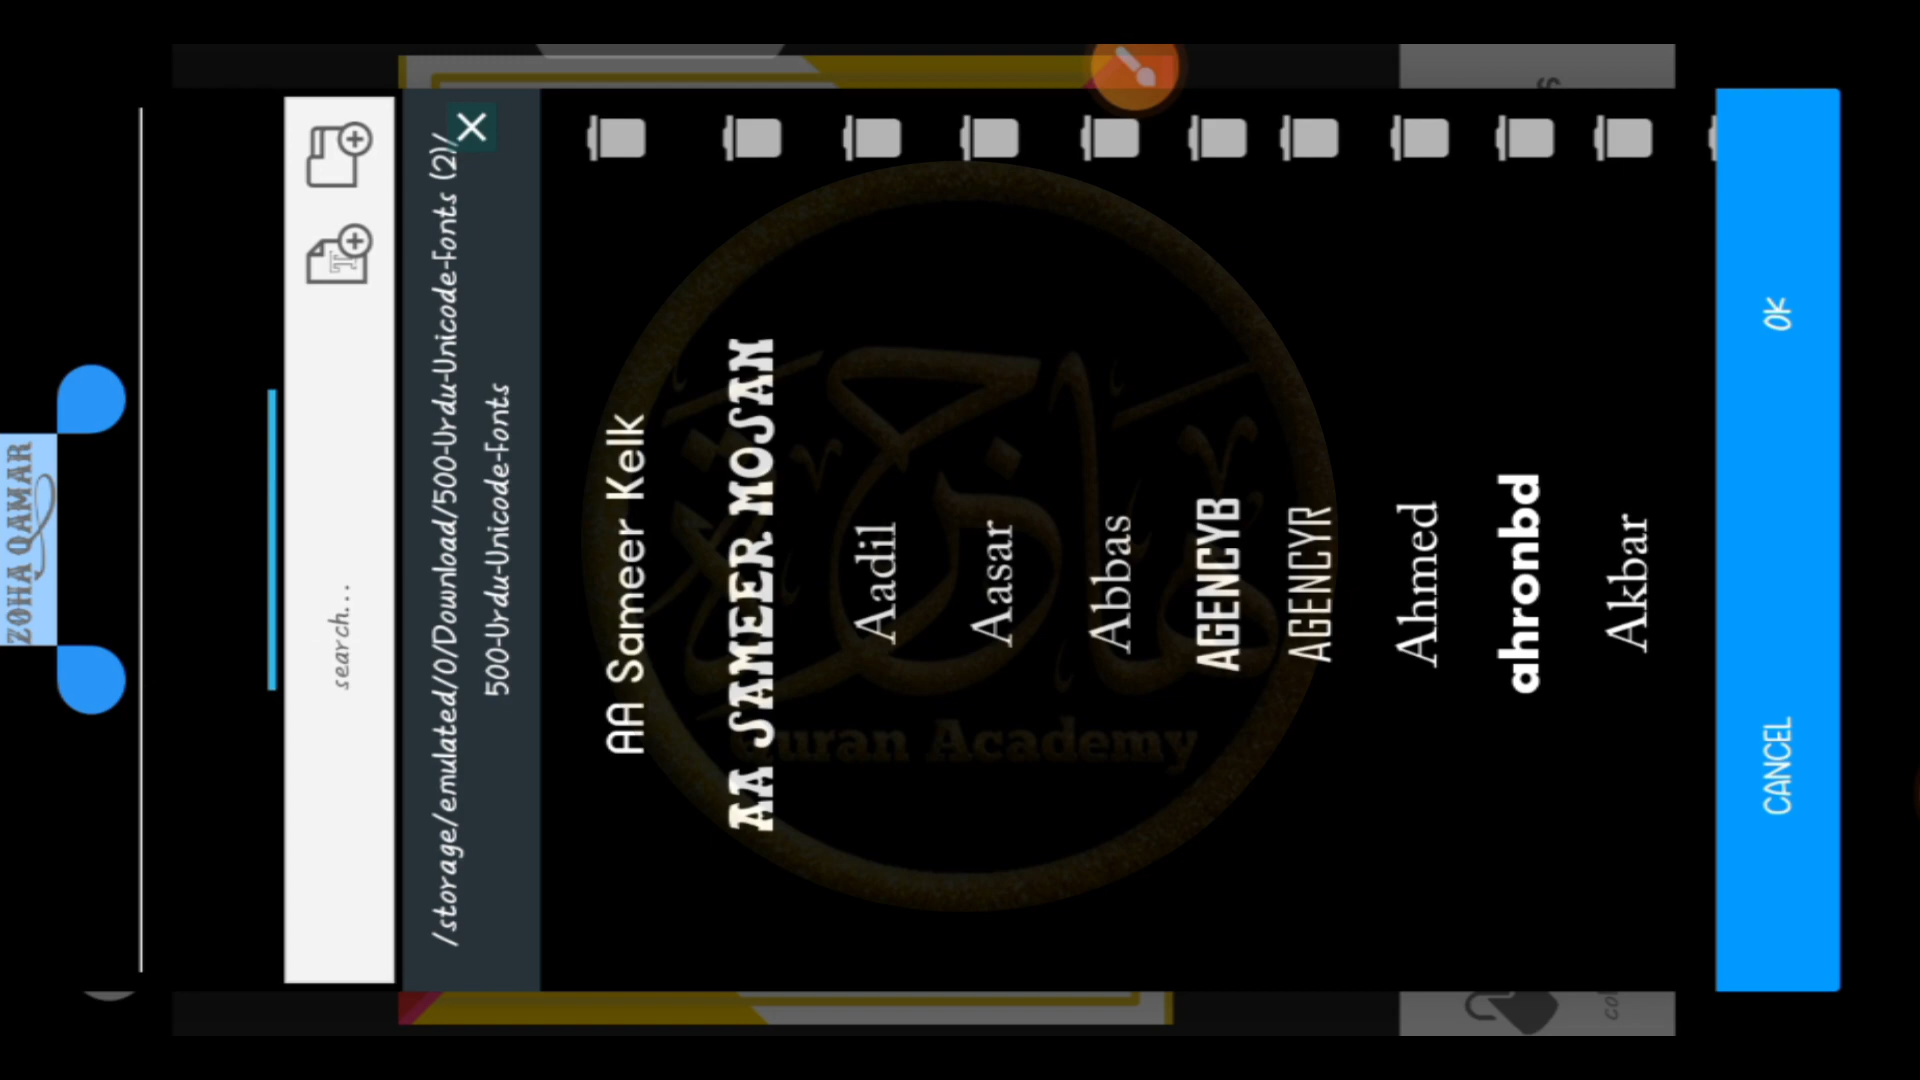 ZOHA QAMAR
search...
/storage/emulated/0/Download/500-Urdu-Unicode-Fonts (2)/
500-Urdu-Unicode-Fonts
AA Sameer Kelk
AA SAMEER MOSAN
Aadil
Aasar
Abbas
AGENCYB
AGENCYR
Ahmed
ahronbd
Akbar
CANCEL OK
Quran Academy